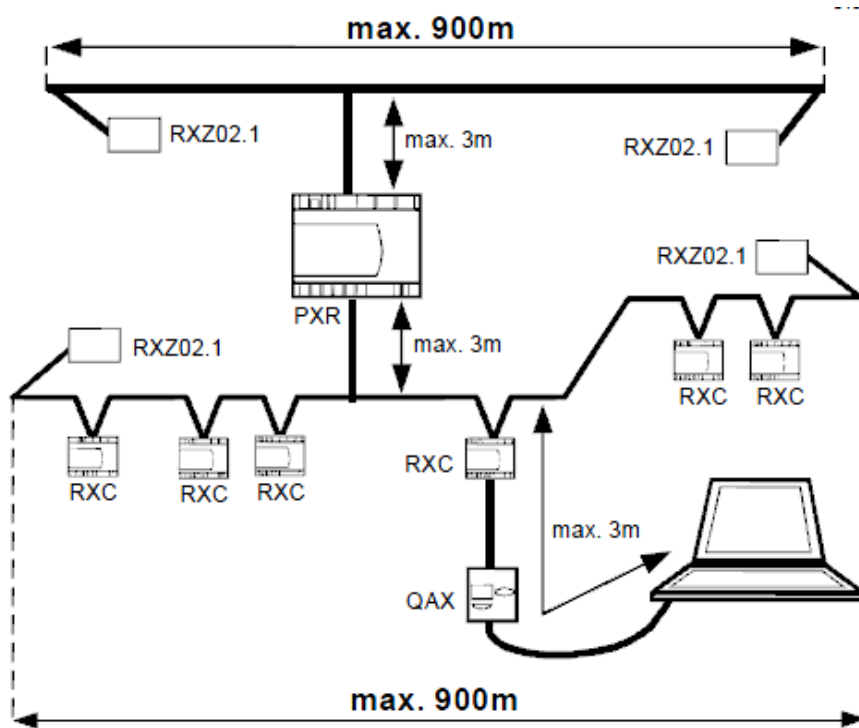 max. 900m
RXZ02.1
max. 3m
RXZ02.1
RXZ02.1
PXR
RXZ02.1
max. 3m
RXC
RXC
RXC
RXC
RXC
RXC
max. 3m
QAX
max. 900m